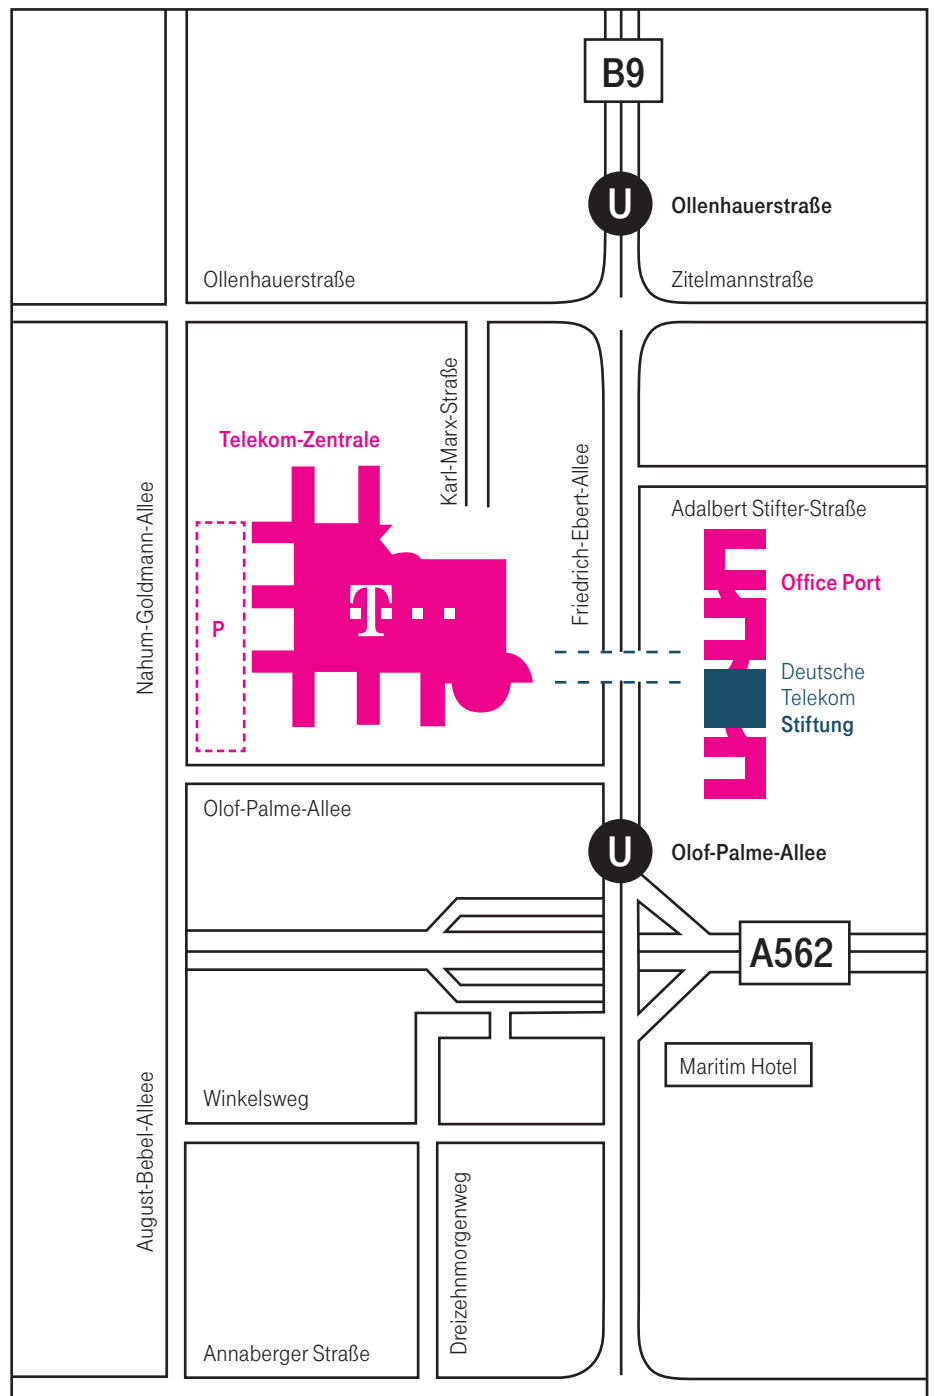 B9
U
Ollenhauerstraße
Ollenhauerstraße
Zitelmannstraße
Karl-Marx-Straße
Telekom-Zentrale
Friedrich-Ebert-Allee
Nahum-Goldmann-Allee
Adalbert Stifter-Straße
Office Port
T
P
Deutsche
Telekom
Stiftung
Olof-Palme-Allee
U
Olof-Palme-Allee
A562
Maritim Hotel
Winkelsweg
August-Bebel-Alleee
Dreizehnmorgenweg
Annaberger Straße